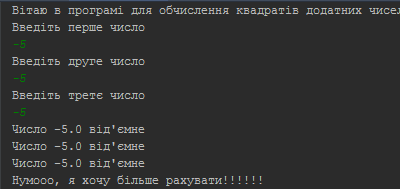 Вітаю в програмі для обчислення квадратів додатних чисел
Введіть перше число
-5
Введіть друге число
-5
Введіть третє число
-5
Число -5.0 від'ємне
Число -5.0 від'ємне
Число -5.0 від'ємне
Нумооо, я хочу більше рахувати!!!!!!